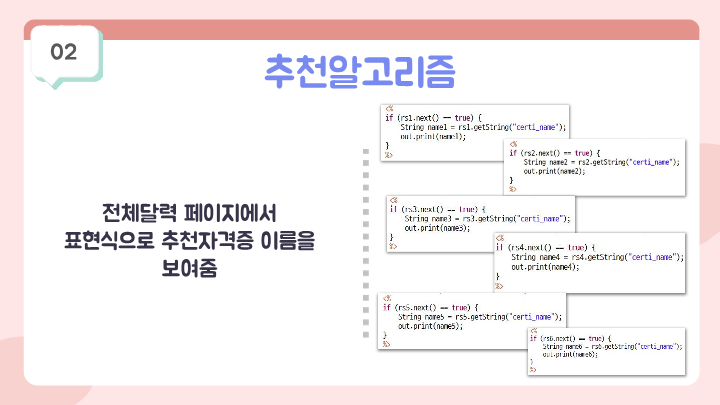 02
추천알고리즘
전체달력 페이지에서
표현식으로 추천자격증 이름을
보여줌
<%
if (rs1.next() == true) {
String name1 = rs1.getString("certi_name");
out.print(name1);
}
%>
<%
if (rs2.next() == true) {
String name2 = rs2.getString("certi_name");
out.print(name2);
}
%>
<%
if (rs3.next() == true) {
String name3 = rs3.getString("certi_name");
out.print(name3);
}
%>
<%
if (rs4.next() == true) {
String name4 = rs4.getString("certi_name");
out.print(name4);
}
%>
<%
if (rs5.next() == true) {
String name5 = rs5.getString("certi_name");
out.print(name5);
}
%>
<%
if (rs6.next() == true) {
String name6 = rs6.getString("certi_name");
out.print(name6);
}
%>